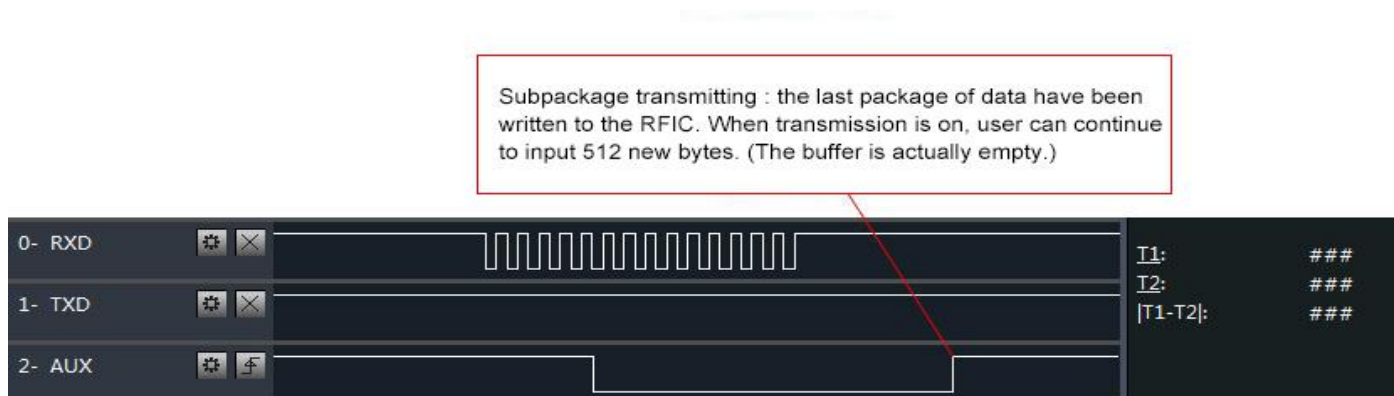 Subpackage transmitting : the last package of data have been
written to the RFIC. When transmission is on, user can continue
to input 512 new bytes. (The buffer is actually empty.)
0- RXD
1- TXD
2- AUX
T1: ###
T2: ###
|T1-T2|: ###